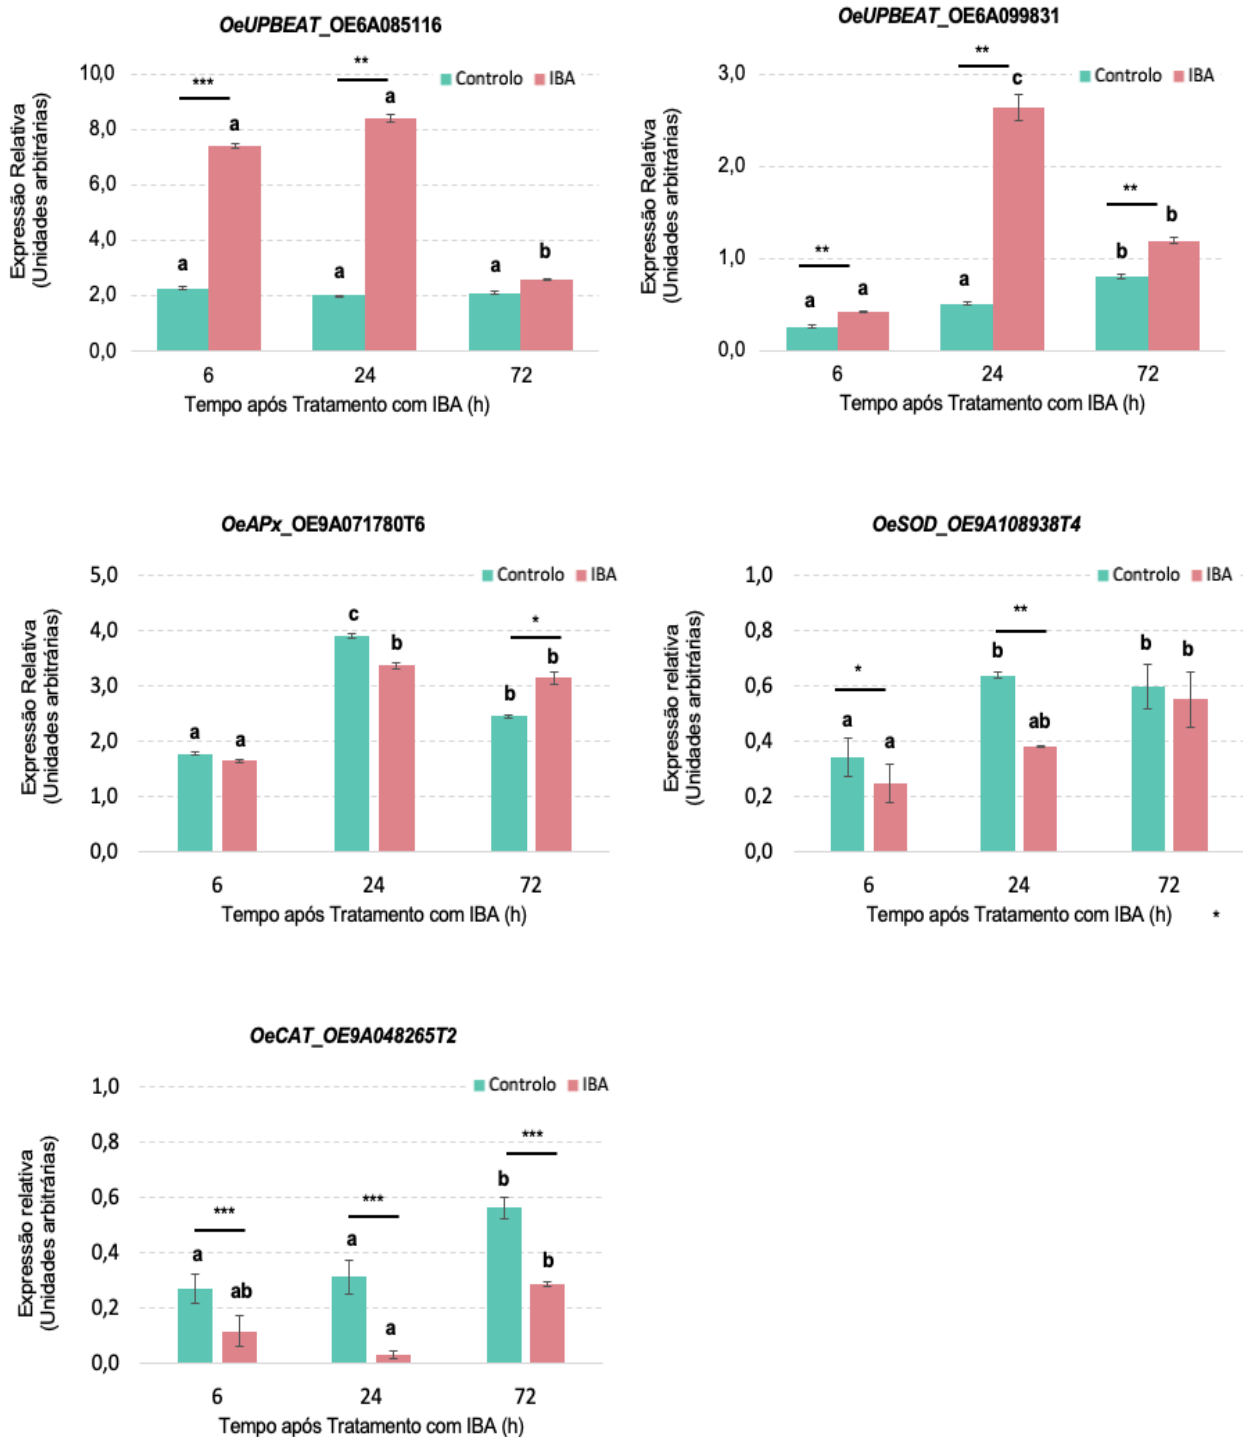 OeUPBEAT_OE6A085116
Expressão Relativa
(Unidades arbitrárias)
10,0
8,0
6,0
4,0
2,0
0,0
Controlo IBA
***
**
a
a
a
a
a
b
6 24 72
Tempo após Tratamento com IBA (h)
OeUPBEAT_OE6A099831
Expressão Relativa
(Unidades arbitrárias)
3,0
2,0
1,0
0,0
Controlo IBA
**
**
**
a
a
a
c
b
b
6 24 72
Tempo após Tratamento com IBA (h)
OeAPx_OE9A071780T6
Expressão Relativa
(Unidades arbitrárias)
5,0
4,0
3,0
2,0
1,0
0,0
Controlo IBA
*
a
a
c
b
b
b
6 24 72
Tempo após Tratamento com IBA (h)
OeSOD_OE9A108938T4
Expressão relativa
(Unidades arbitrárias)
1,0
0,8
0,6
0,4
0,2
0,0
Controlo IBA
*
**
a
a
b
ab
b
b
6 24 72
Tempo após Tratamento com IBA (h) *
OeCAT_OE9A048265T2
Expressão relativa
(Unidades arbitrárias)
1,0
0,8
0,6
0,4
0,2
0,0
Controlo IBA
***
***
***
a
ab
a
a
b
b
6 24 72
Tempo após Tratamento com IBA (h)